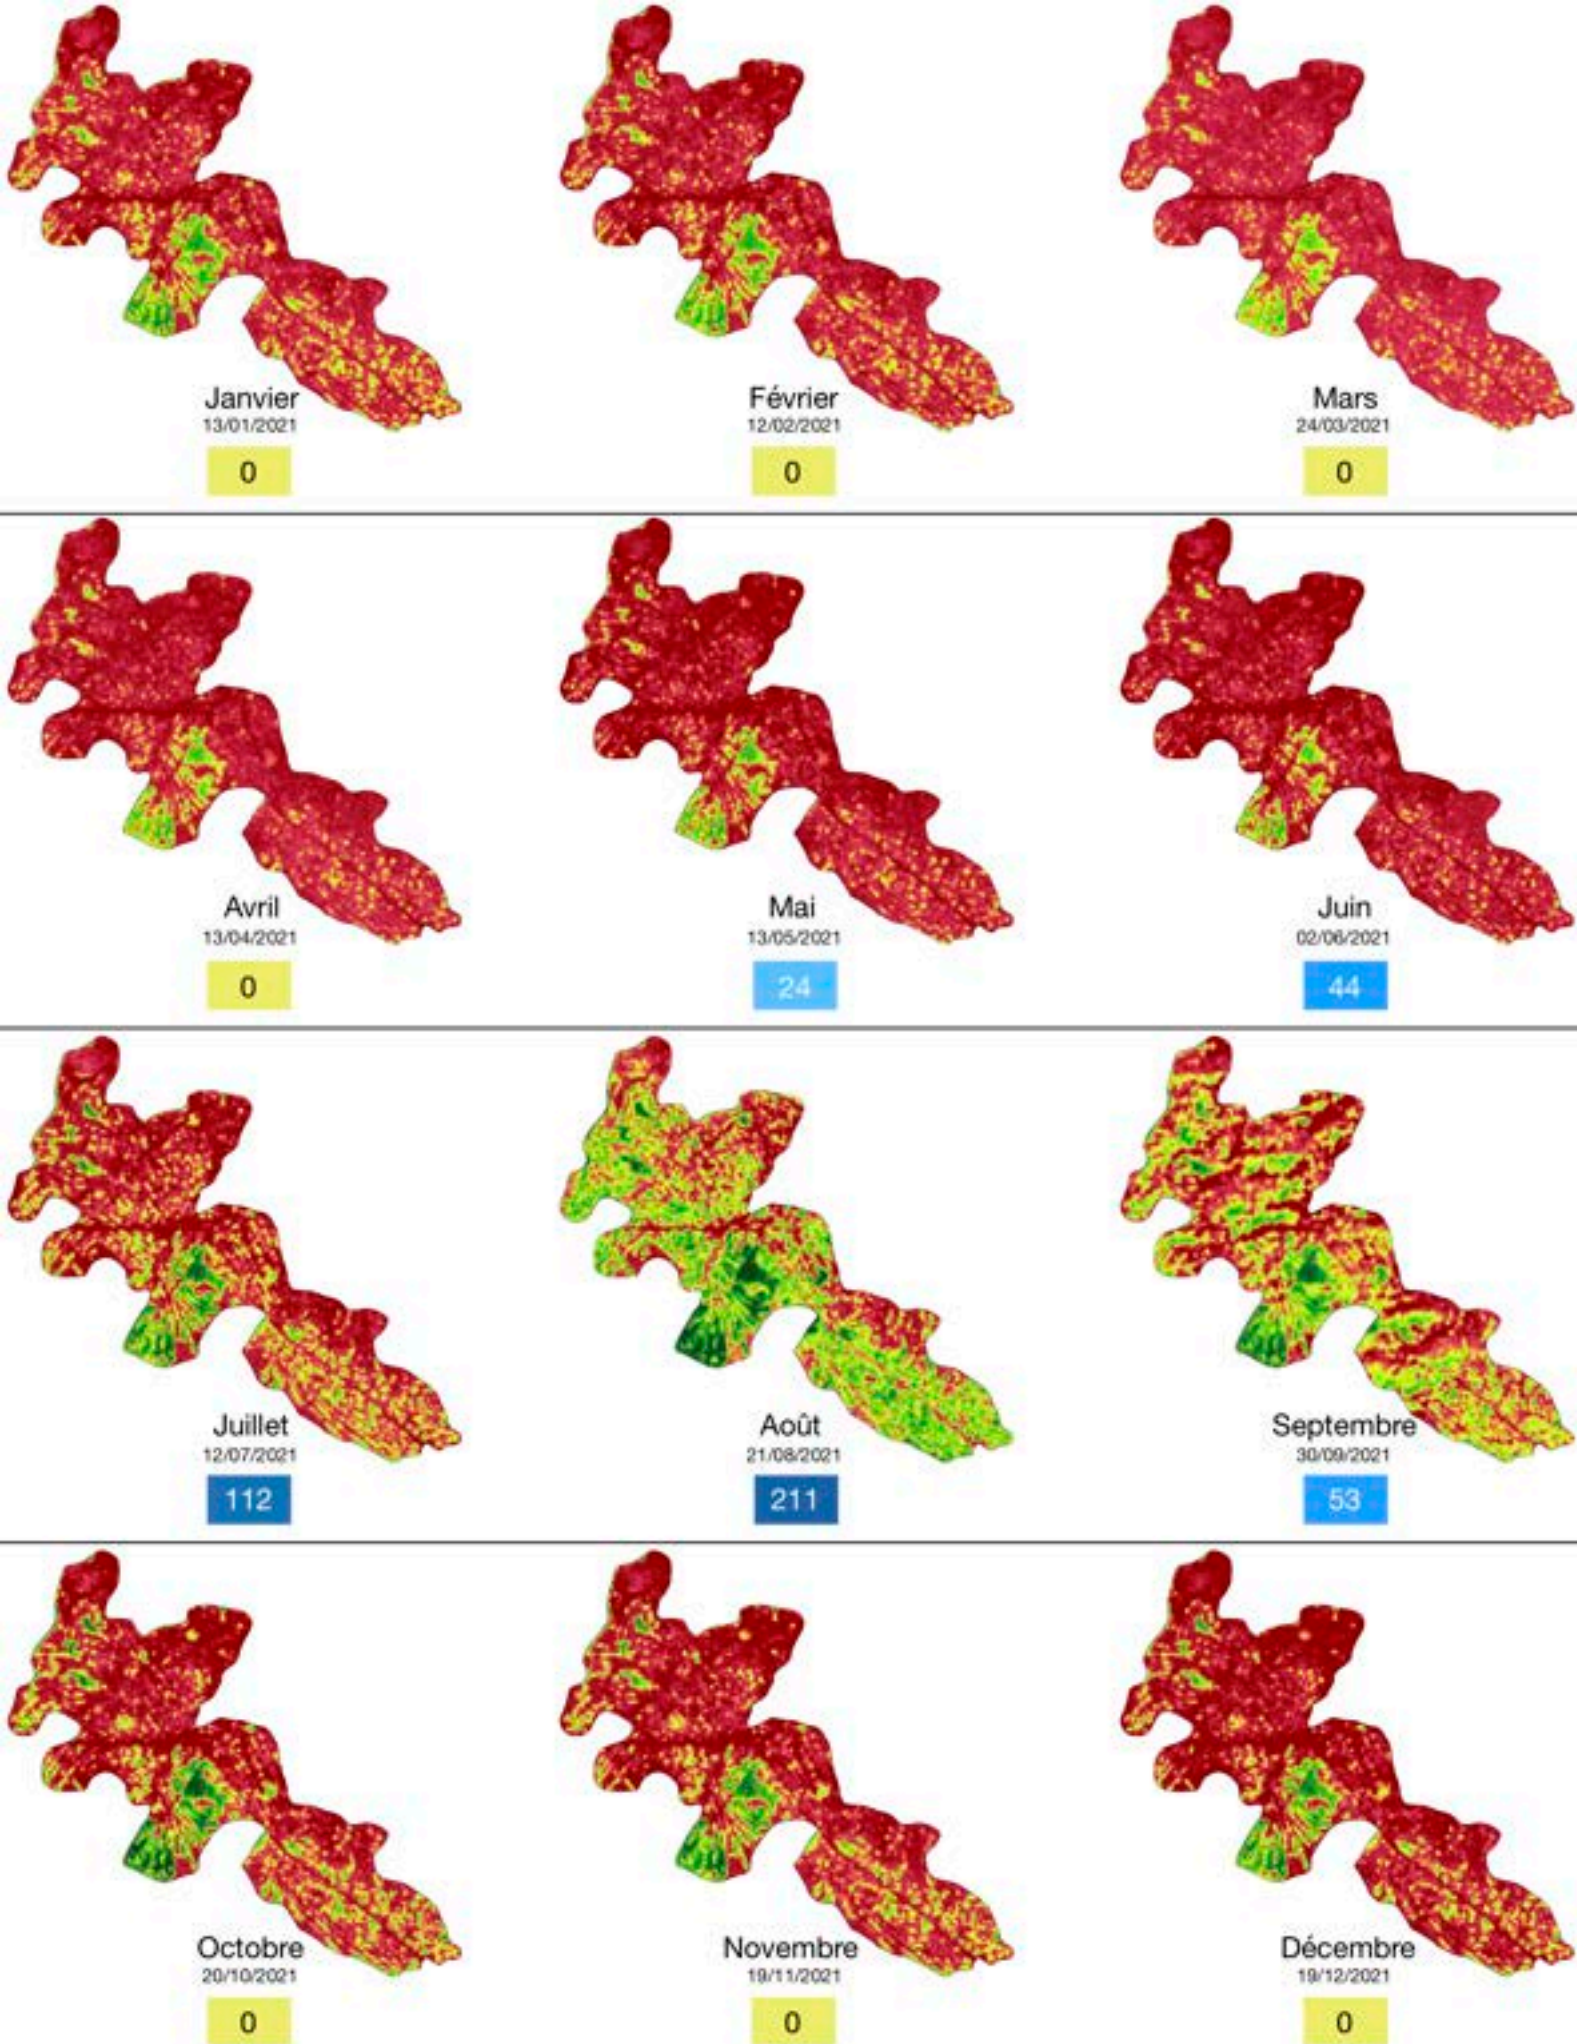 Janvier
13/01/2021
0
Février
12/02/2021
0
Mars
24/03/2021
0
Avril
13/04/2021
0
Mai
13/05/2021
24
Juin
02/06/2021
44
Juillet
12/07/2021
112
Août
21/08/2021
211
Septembre
30/09/2021
53
Octobre
20/10/2021
0
Novembre
19/11/2021
0
Décembre
19/12/2021
0